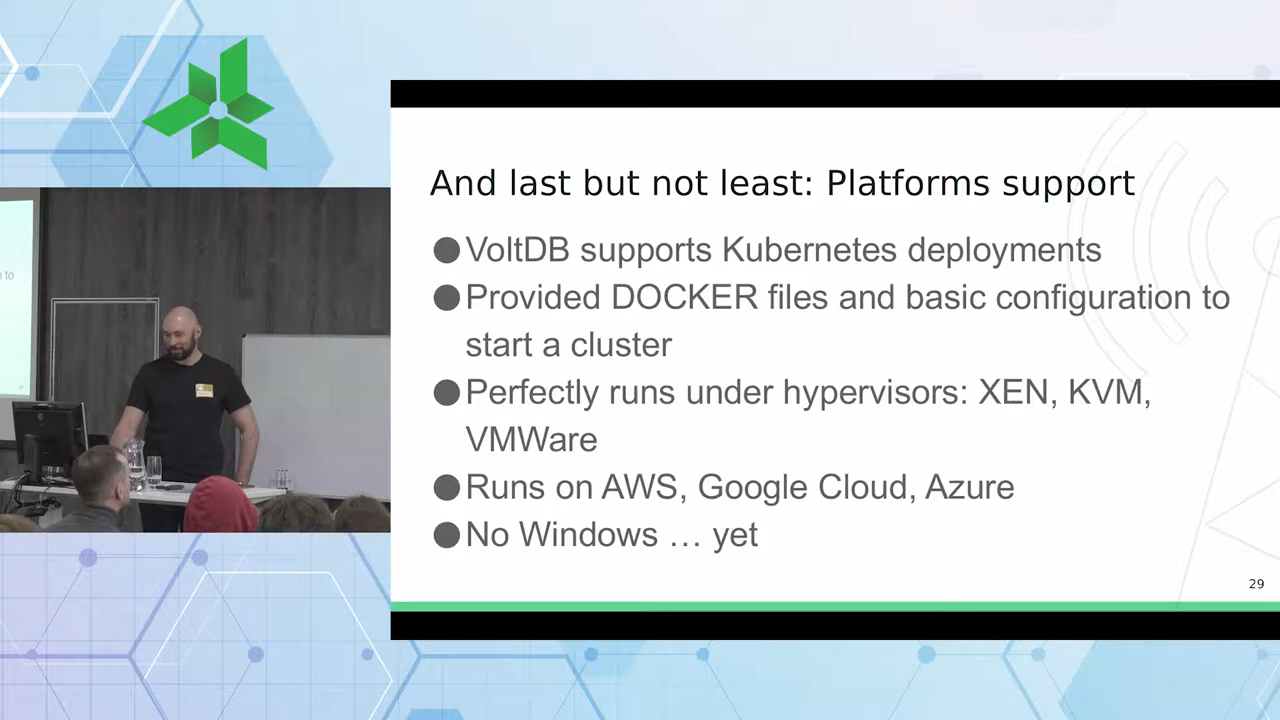 And last but not least: Platforms support
●VoltDB supports Kubernetes deployments
●Provided DOCKER files and basic configuration to
start a cluster
●Perfectly runs under hypervisors: XEN, KVM,
VMWare
●Runs on AWS, Google Cloud, Azure
●No Windows … yet
29
to